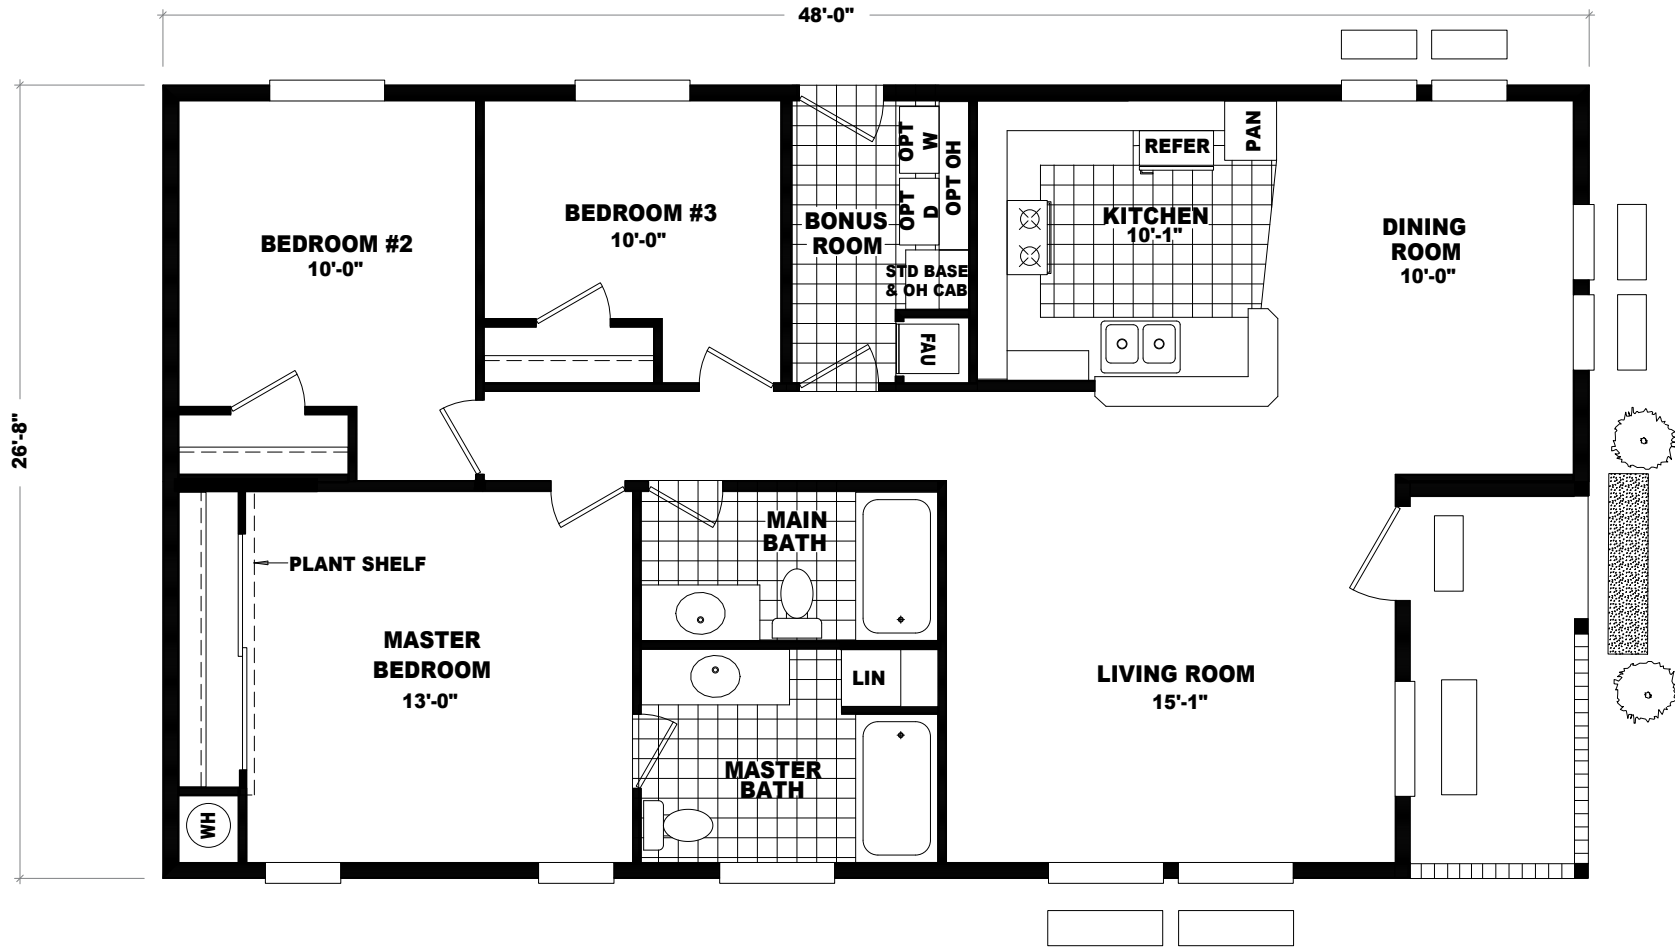 48'-0"
26'-8"
BEDROOM #2
10'-0"
BEDROOM #3
10'-0"
BONUS
ROOM
OPT
W
OPT
D
OPT OH
STD BASE
& OH CAB
FAU
REFER
PAN
KITCHEN
10'-1"
DINING
ROOM
10'-0"
PLANT SHELF
MASTER
BEDROOM
13'-0"
WH
MAIN
BATH
LIN
MASTER
BATH
LIVING ROOM
15'-1"